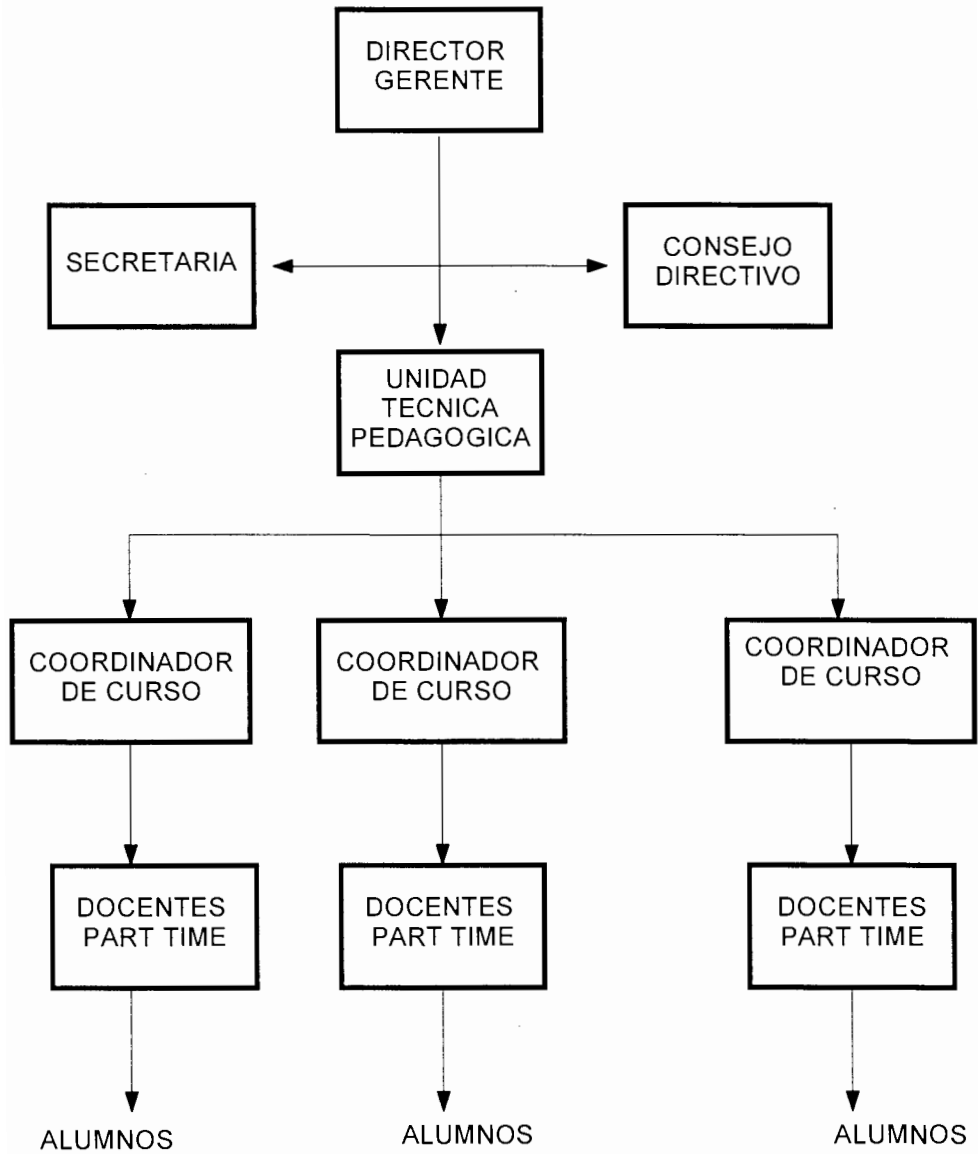 DIRECTOR
GERENTE
SECRETARIA
CONSEJO
DIRECTIVO
UNIDAD
TECNICA
PEDAGOGICA
COORDINADOR
DE CURSO
COORDINADOR
DE CURSO
COORDINADOR
DE CURSO
DOCENTES
PART TIME
DOCENTES
PART TIME
DOCENTES
PART TIME
ALUMNOS
ALUMNOS
ALUMNOS